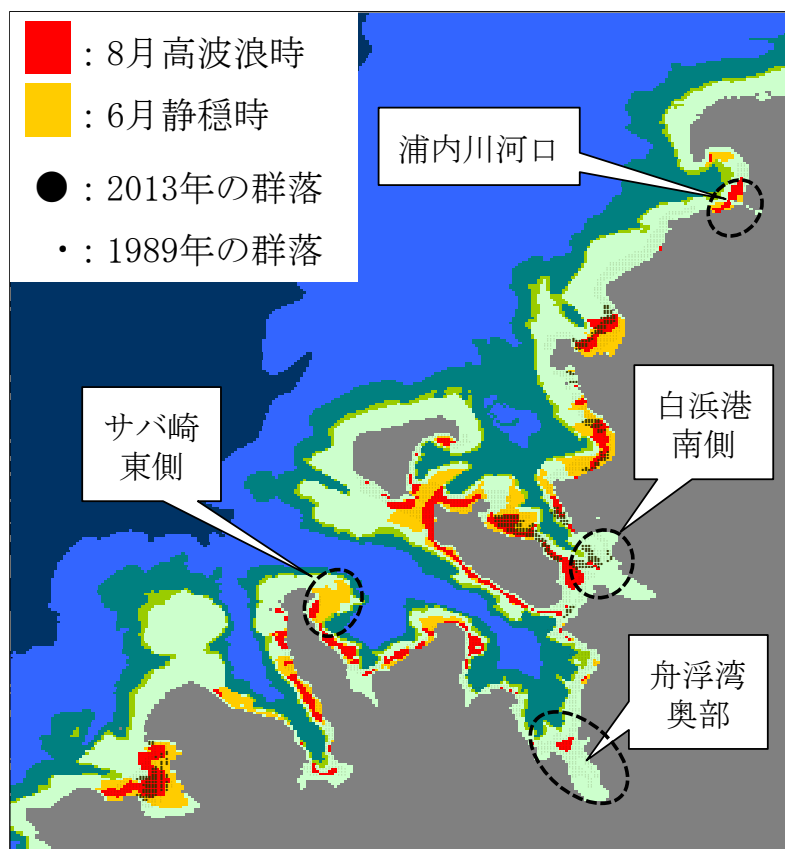 ：8月高波浪時
：6月静穏時
●：2013年の群落
・：1989年の群落
浦内川河口
サバ崎
東側
白浜港
南側
舟浮湾
奥部